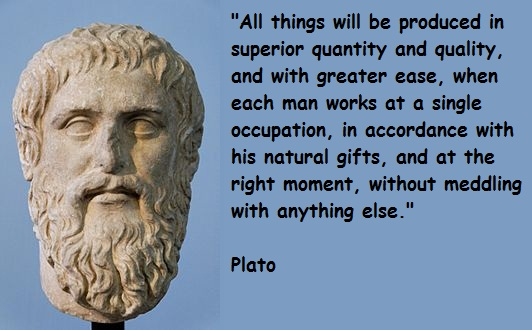 "All things will be produced in
superior quantity and quality,
and with greater ease, when
each man works at a single
occupation, in accordance with
his natural gifts, and at the
right moment, without meddling
with anything else."
Plato